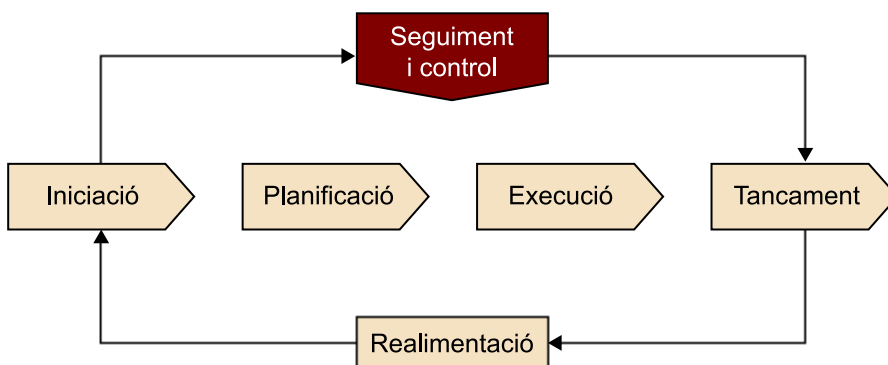 Seguiment
i control
Iniciació
Planificació
Execució
Tancament
Realimentació